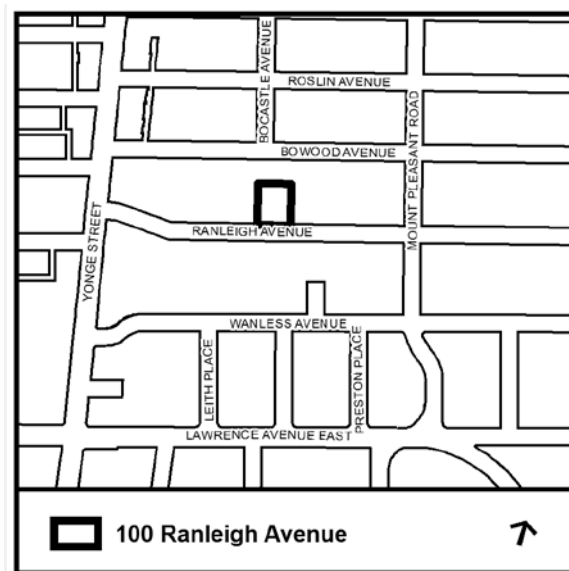 BOCASTLE AVENUE
ROSLIN AVENUE
MOUNT PLEASANT ROAD
BOWOOD AVENUE
YONGE STREET
RANLEIGH AVENUE
WANLESS AVENUE
LEITH PLACE
PRESTON PLACE
LAWRENCE AVENUE EAST
100 Ranleigh Avenue